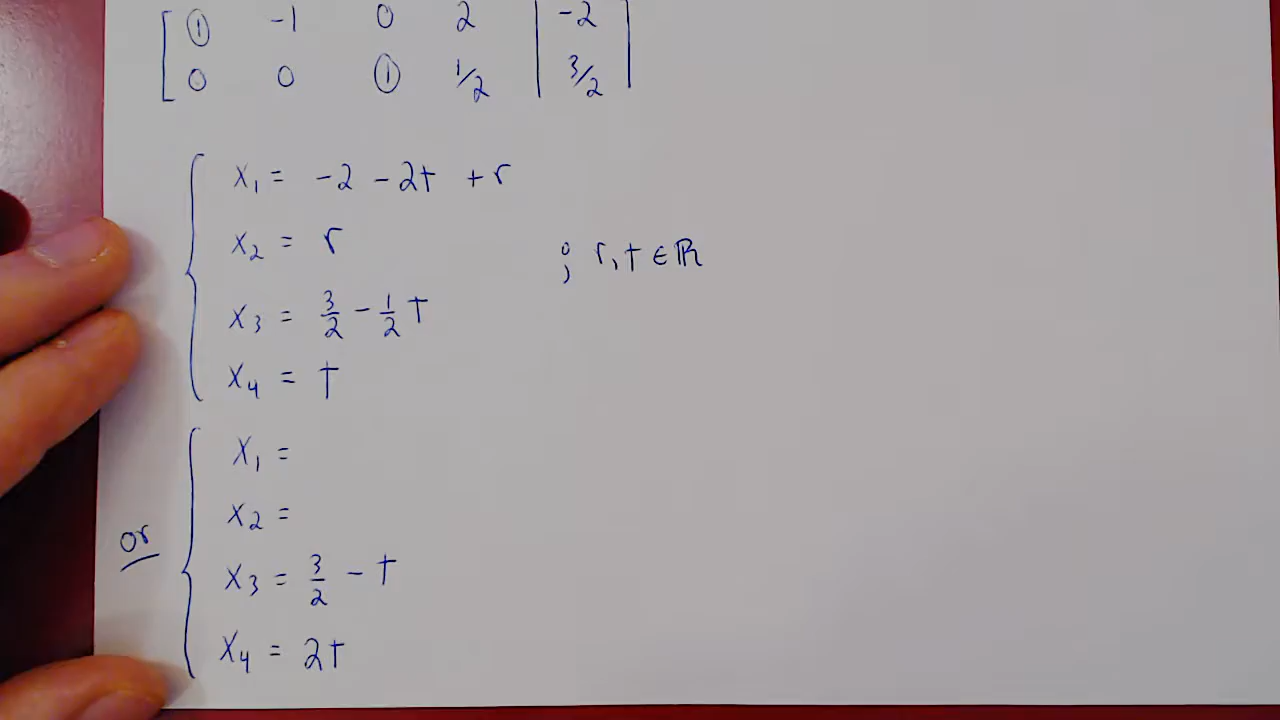 [ 1 -1 0 2 | -2 ]
[ 0 0 1 1/2 | 3/2 ]
x₁ = -2 - 2t + r
x₂ = r ; r,t ∈ ℝ
x₃ = 3/2 - 1/2 t
x₄ = t
x₁ =
x₂ =
or
x₃ = 3/2 - t
x₄ = 2t